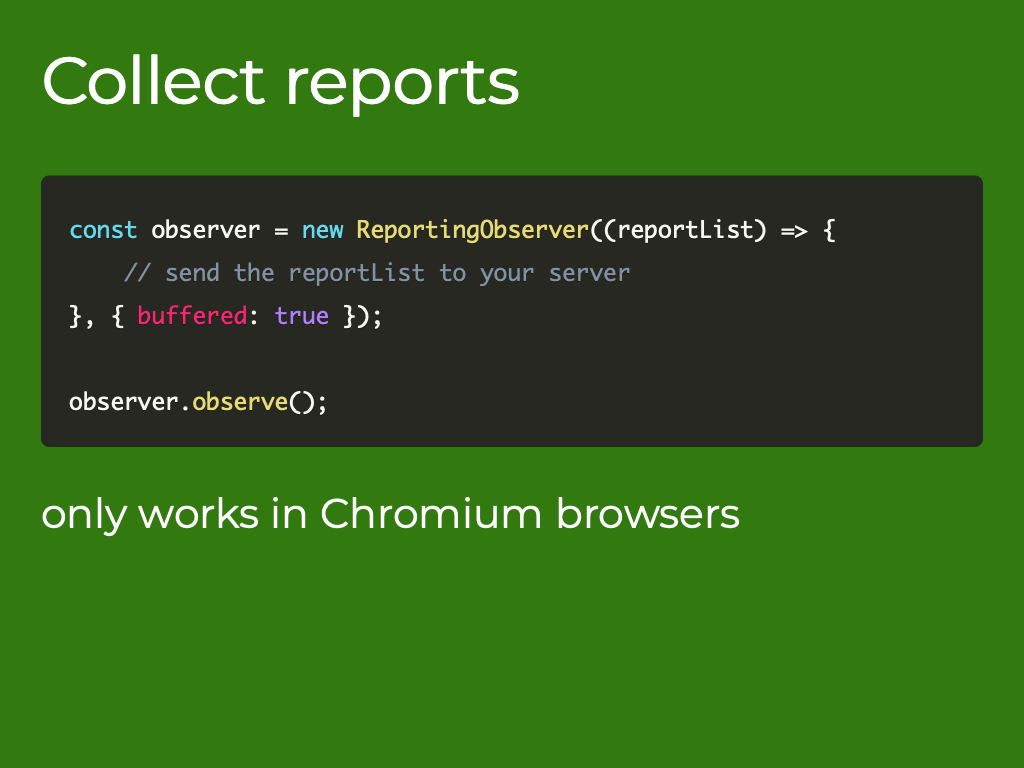 Collect reports
const observer = new ReportingObserver((reportList) => {
    // send the reportList to your server
}, { buffered: true });
observer.observe();
only works in Chromium browsers